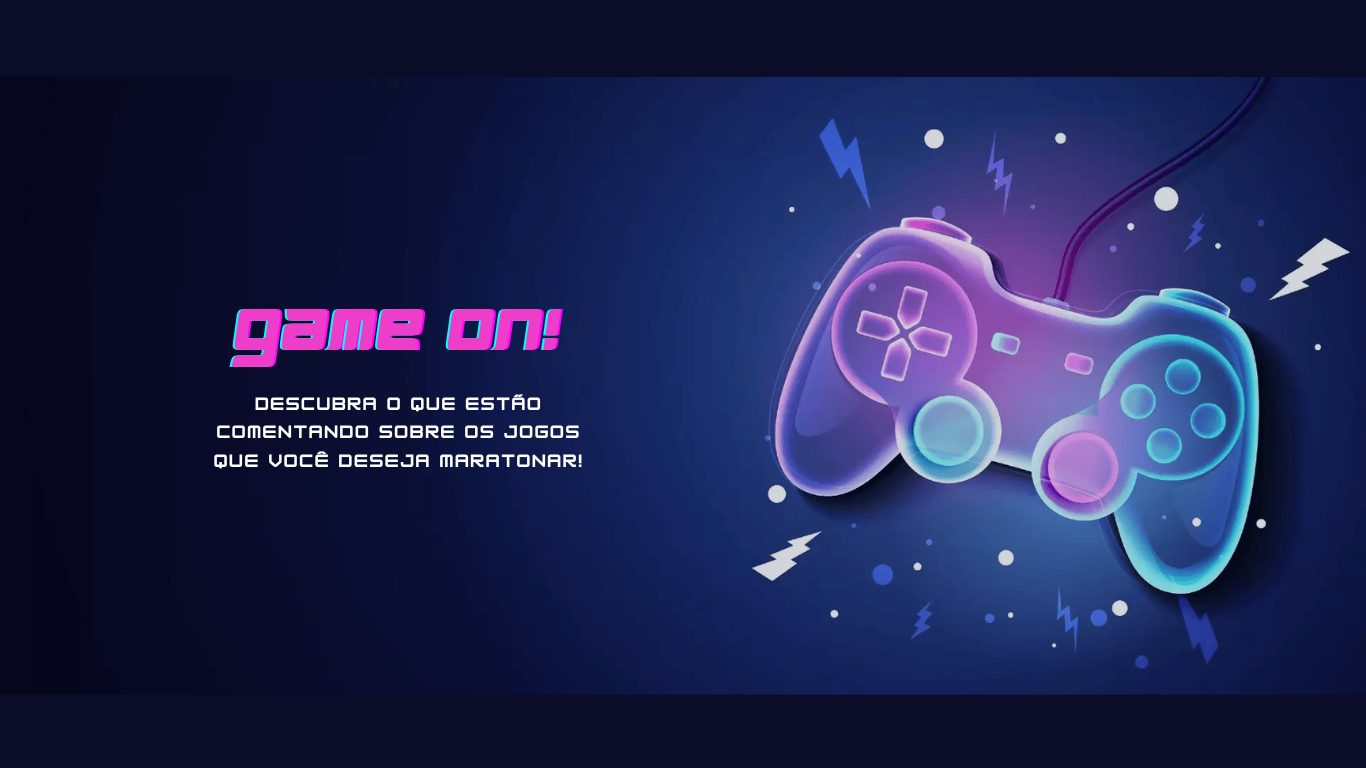 game on!
DESCUBRA O QUE ESTÃO
COMENTANDO SOBRE OS JOGOS
QUE VOCÊ DESEJA MARATONAR!